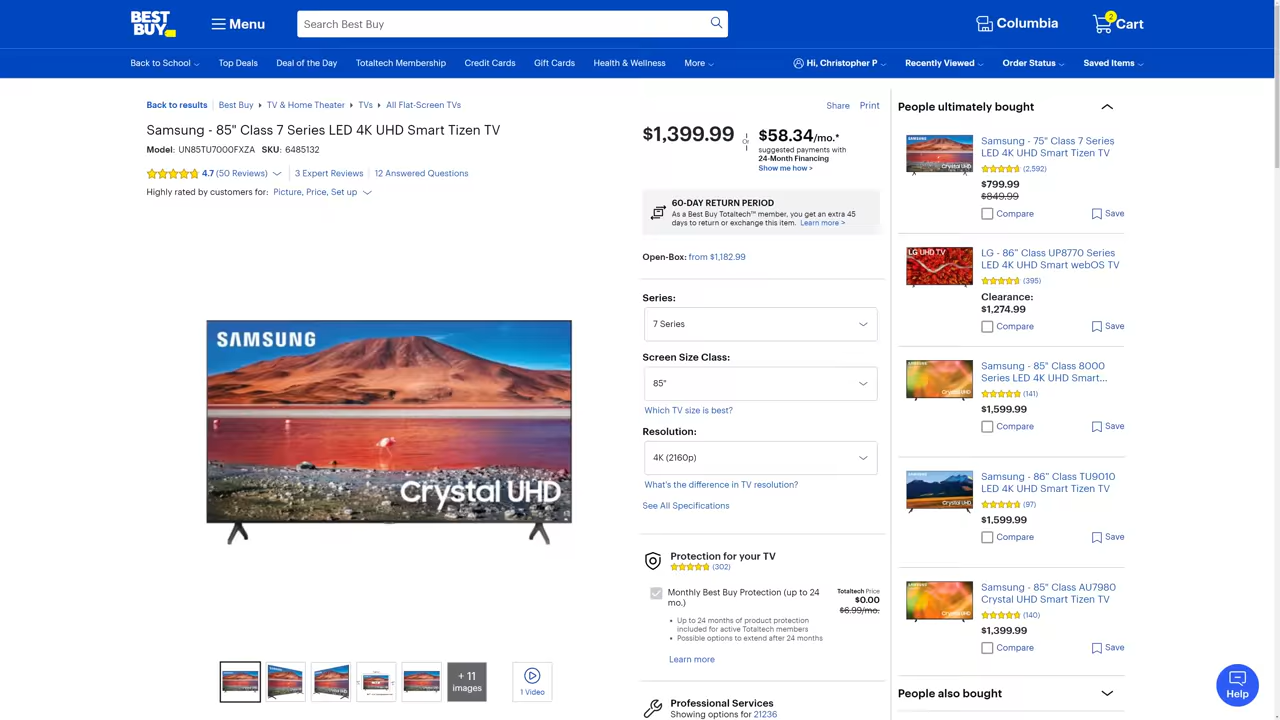 BEST BUY
Menu
Search Best Buy
Columbia
2
Cart
Back to School
Top Deals
Deal of the Day
Totaltech Membership
Credit Cards
Gift Cards
Health & Wellness
More
Hi, Christopher P
Recently Viewed
Order Status
Saved Items
Back to results
Best Buy
TV & Home Theater
TVs
All Flat-Screen TVs
Share
Print
Samsung - 85" Class 7 Series LED 4K UHD Smart Tizen TV
Model: UN85TU7000FXZA SKU: 6485132
4.7 (50 Reviews)
3 Expert Reviews
12 Answered Questions
Highly rated by customers for: Picture, Price, Set up
SAMSUNG
Crystal UHD
+ 11
images
1 Video
$1,399.99
Or
$58.34/mo.*
suggested payments with
24-Month Financing
Show me how >
60-DAY RETURN PERIOD
As a Best Buy Totaltech™ member, you get an extra 45
days to return or exchange this item. Learn more >
Open-Box: from $1,182.99
Series:
7 Series
Screen Size Class:
85"
Which TV size is best?
Resolution:
4K (2160p)
What's the difference in TV resolution?
See All Specifications
Protection for your TV
(302)
Monthly Best Buy Protection (up to 24
mo.)
Totaltech Price
$0.00
$6.99/mo.
• Up to 24 months of product protection
included for active Totaltech members
• Possible options to extend after 24 months
Learn more
Professional Services
Showing options for 21236
People ultimately bought
Samsung - 75" Class 7 Series
LED 4K UHD Smart Tizen TV
(2,592)
$799.99
$849.99
Compare
Save
LG UHD TV
LG - 86" Class UP8770 Series
LED 4K UHD Smart webOS TV
(395)
Clearance:
$1,274.99
Compare
Save
Samsung - 85" Class 8000
Series LED 4K UHD Smart...
(141)
$1,599.99
Compare
Save
Samsung - 86" Class TU9010
LED 4K UHD Smart Tizen TV
(97)
$1,599.99
Compare
Save
Samsung - 85" Class AU7980
Crystal UHD Smart Tizen TV
(140)
$1,399.99
Compare
Save
People also bought
Help